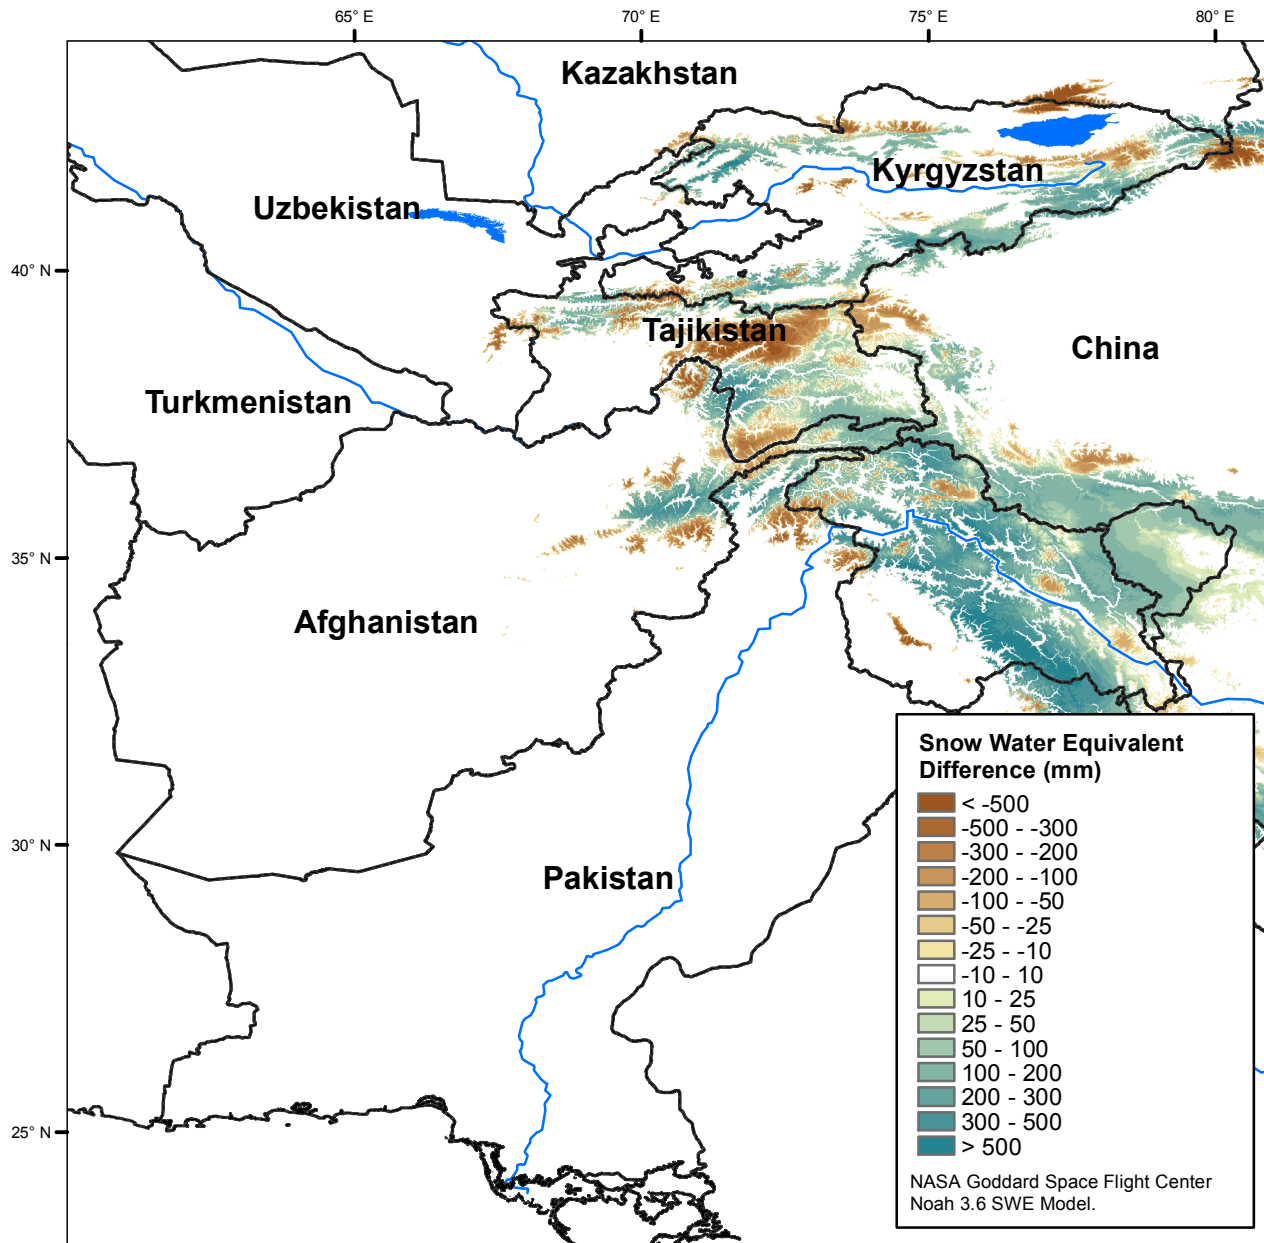 65° E
70° E
75° E
80° E
Kazakhstan
Kyrgyzstan
Uzbekistan
40° N
Tajikistan
China
Turkmenistan
35° N
Afghanistan
Snow Water Equivalent
Difference (mm)
< -500
-500 - -300
-300 - -200
-200 - -100
-100 - -50
-50 - -25
-25 - -10
-10 - 10
10 - 25
25 - 50
50 - 100
100 - 200
200 - 300
300 - 500
> 500
30° N
Pakistan
25° N
NASA Goddard Space Flight Center
Noah 3.6 SWE Model.